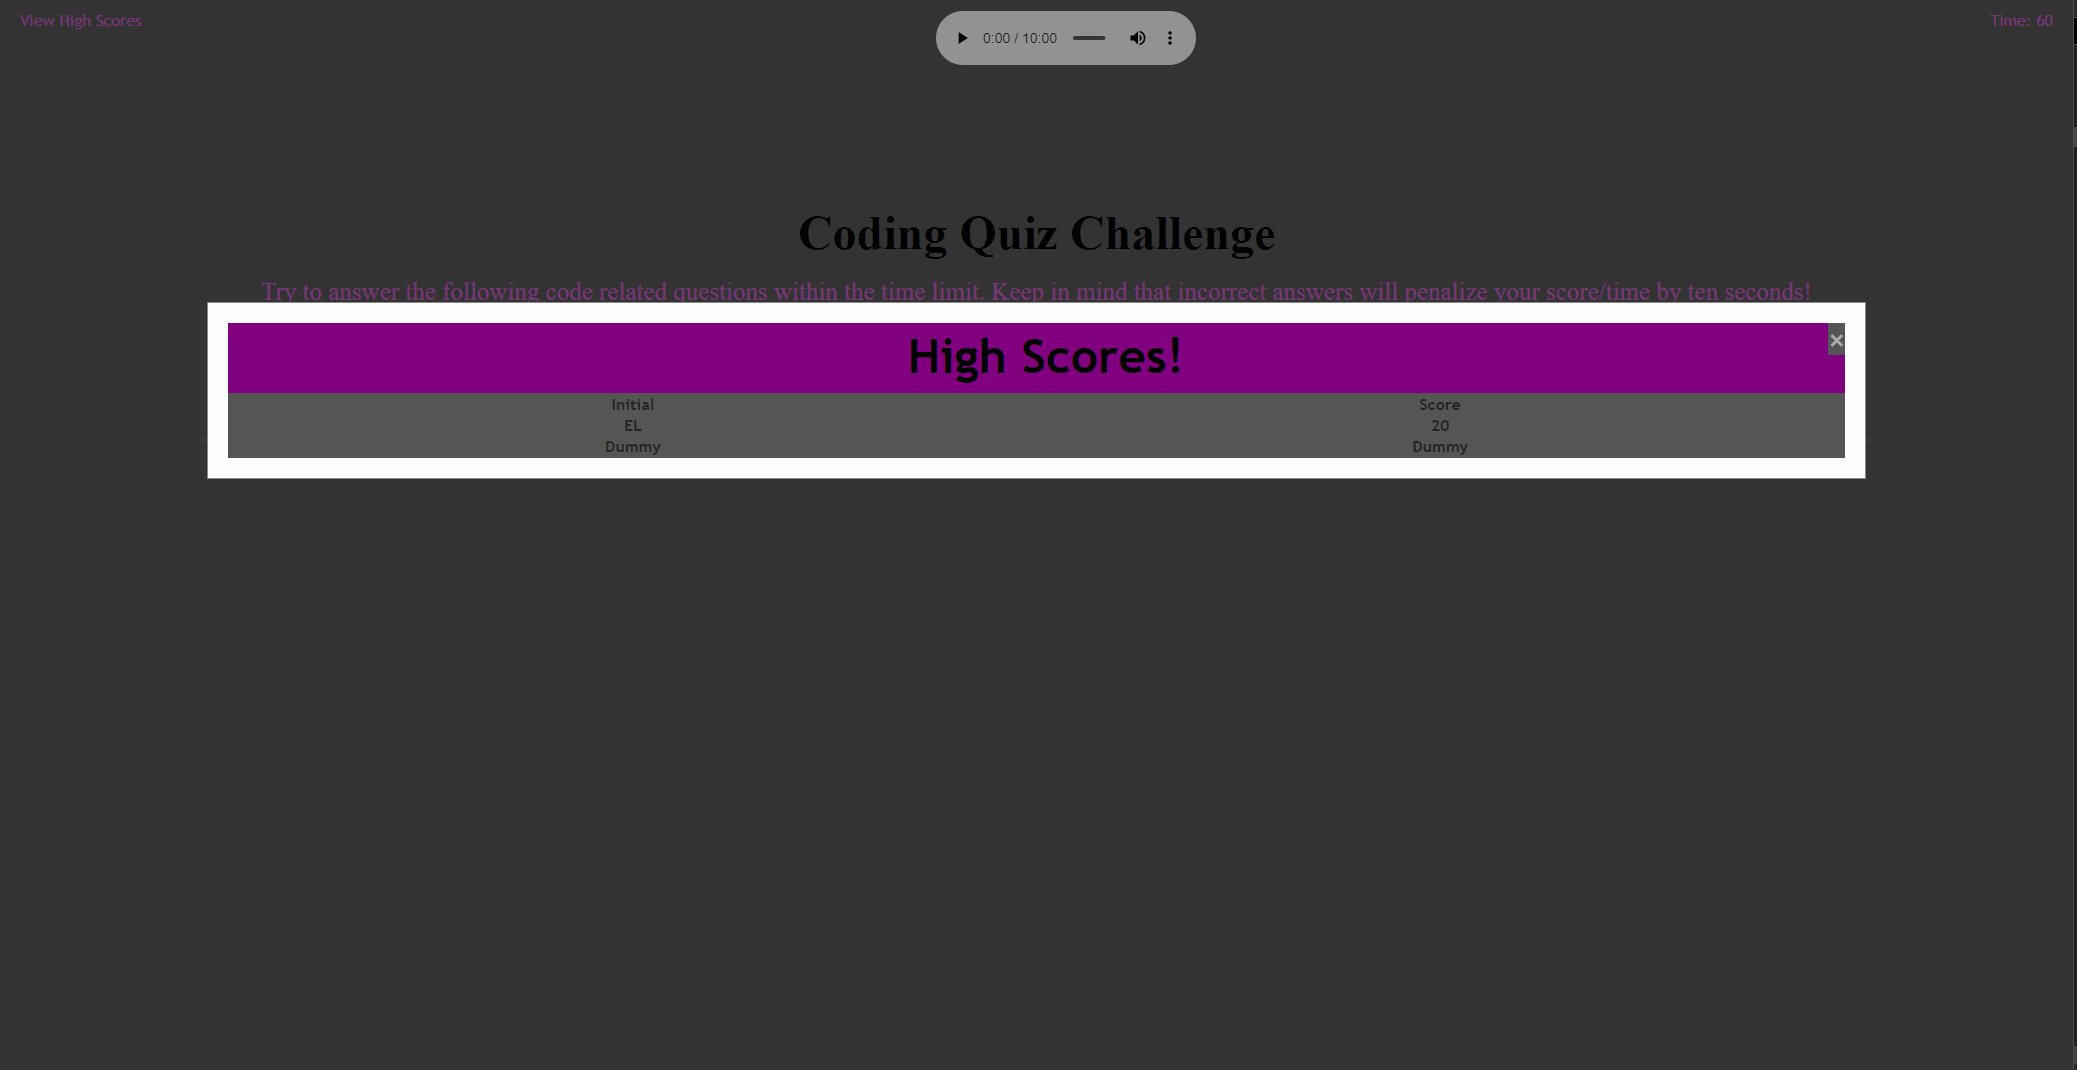 View High Scores
0:00 / 10:00
Time: 60
Coding Quiz Challenge
Try to answer the following code related questions within the time limit. Keep in mind that incorrect answers will penalize your score/time by ten seconds!
High Scores!
×
Initial Score
EL 20
Dummy Dummy